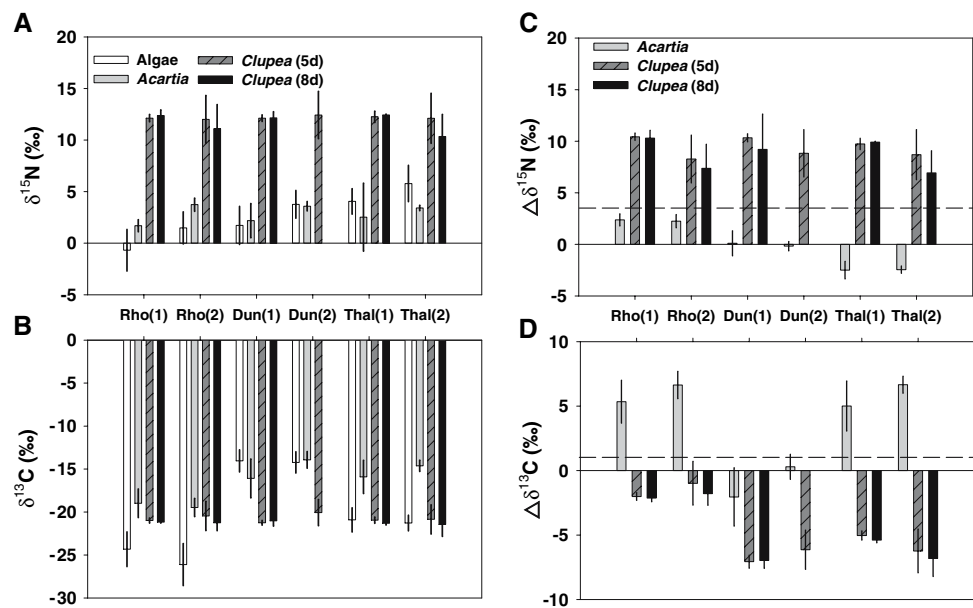 A
20
15
10
5
0
-5
δ15N (‰)
Algae
Acartia
Clupea (5d)
Clupea (8d)
Rho(1) Rho(2) Dun(1) Dun(2) Thal(1) Thal(2)
B
0
-5
-10
-15
-20
-25
-30
δ13C (‰)
C
20
15
10
5
0
-5
Δδ15N (‰)
Acartia
Clupea (5d)
Clupea (8d)
Rho(1) Rho(2) Dun(1) Dun(2) Thal(1) Thal(2)
D
10
5
0
-5
-10
Δδ13C (‰)